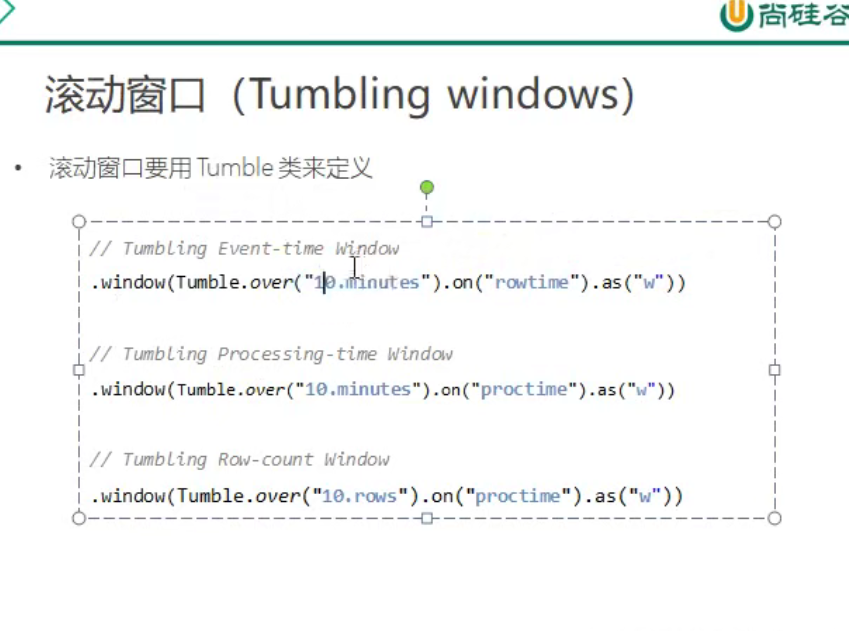 尚硅谷
滚动窗口（Tumbling windows）
• 滚动窗口要用 Tumble 类来定义
// Tumbling Event-time Window
.window(Tumble.over("10.minutes").on("rowtime").as("w"))
// Tumbling Processing-time Window
.window(Tumble.over("10.minutes").on("proctime").as("w"))
// Tumbling Row-count Window
.window(Tumble.over("10.rows").on("proctime").as("w"))